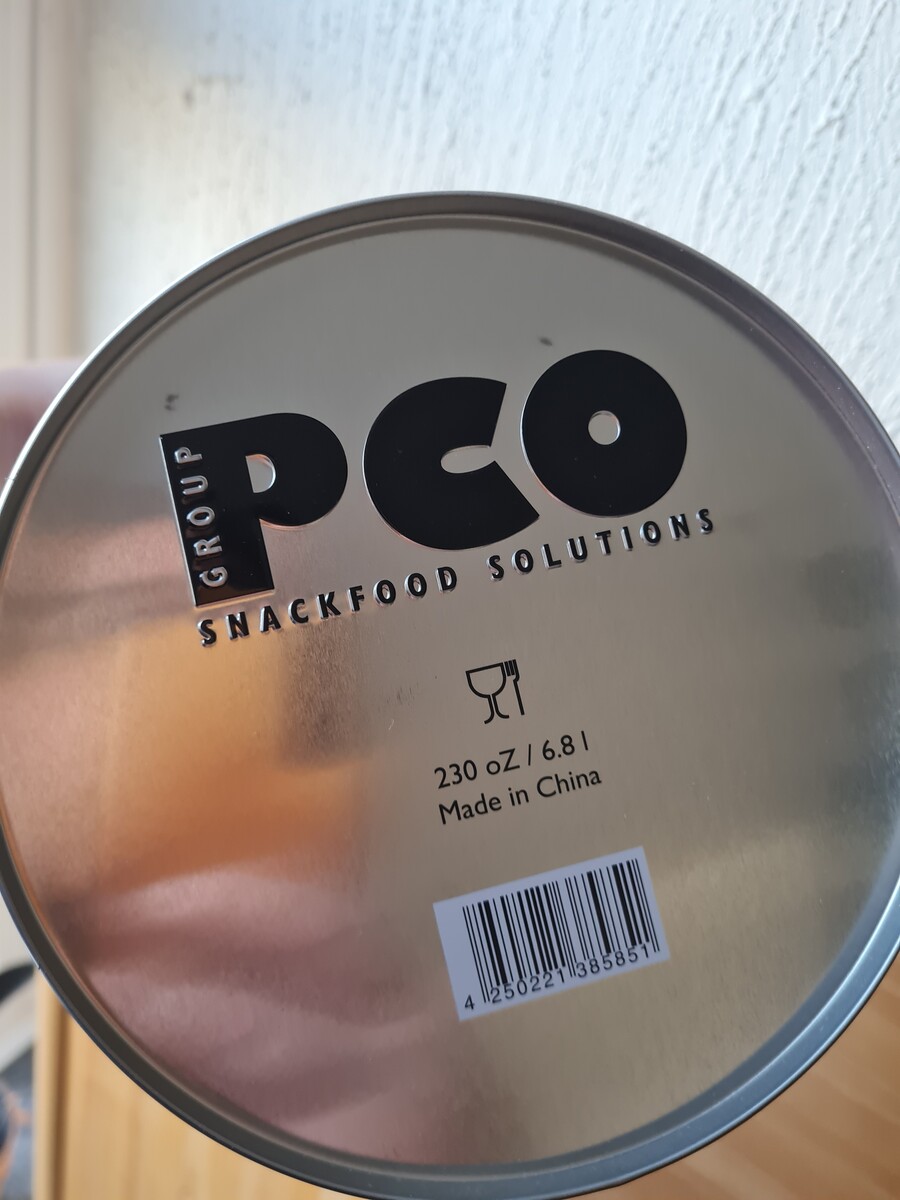 GROUP
PCO
SNACKFOOD SOLUTIONS
230 oZ / 6.8 l
Made in China
4 250221 385851